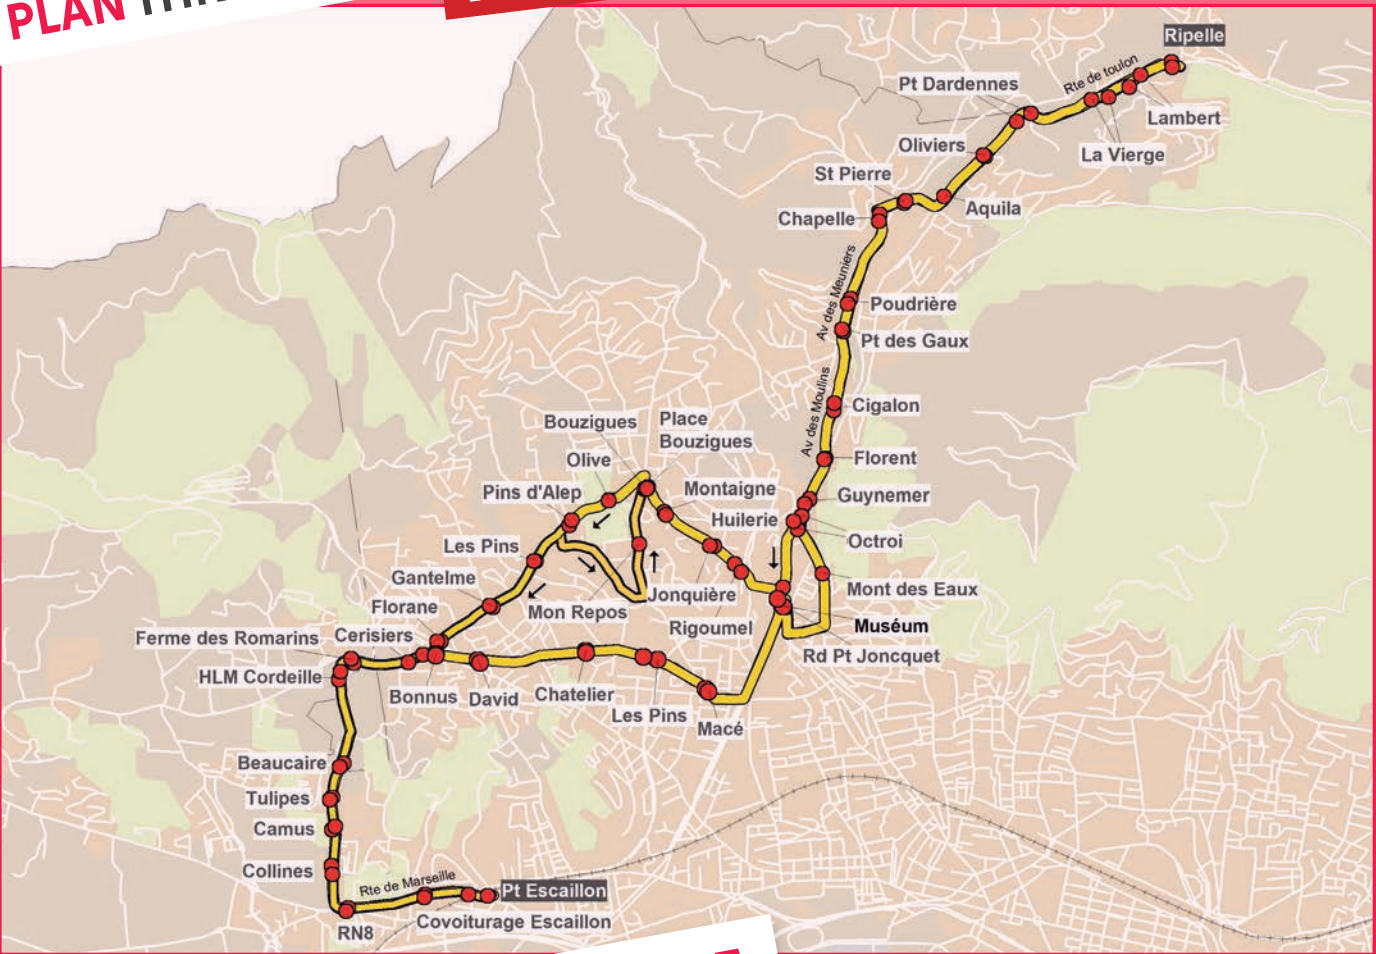 PLAN
Ripelle
Rte de toulon
Pt Dardennes
Lambert
La Vierge
Oliviers
St Pierre
Aquila
Chapelle
Av des Meuniers
Poudrière
Pt des Gaux
Av des Moulins
Cigalon
Florent
Bouzigues
Place
Bouzigues
Olive
Pins d'Alep
Montaigne
Guynemer
Huilerie
Octroi
Les Pins
Gantelme
Mont des Eaux
Florane
Mon Repos
Jonquière
Rigoumel
Muséum
Ferme des Romarins
Cerisiers
Rd Pt Joncquet
HLM Cordeille
Bonnus
David
Chatelier
Les Pins
Macé
Beaucaire
Tulipes
Camus
Collines
Rte de Marseille
Pt Escaillon
Covoiturage Escaillon
RN8